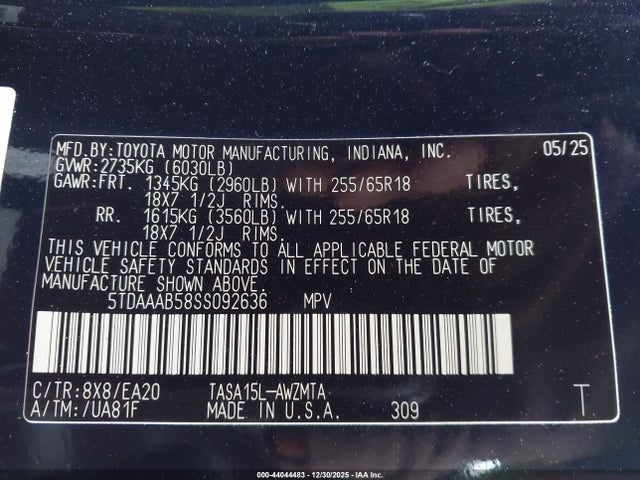 MFD.BY:TOYOTA MOTOR MANUFACTURING, INDIANA, INC. 05/25
GVWR:2735KG (6030LB)
GAWR:FRT. 1345KG (2960LB) WITH 255/65R18 TIRES,
18X7 1/2J RIMS.
RR. 1615KG (3560LB) WITH 255/65R18 TIRES,
18X7 1/2J RIMS.
THIS VEHICLE CONFORMS TO ALL APPLICABLE FEDERAL MOTOR
VEHICLE SAFETY STANDARDS IN EFFECT ON THE DATE OF
MANUFACTURE SHOWN ABOVE.
5TDAAAB58SS092636 MPV
C/TR:8X8/EA20 TASA15L-AWZMTA T
A/TM:/UA81F MADE IN U.S.A. 309
000-44044483 - 12/30/2025 - IAA Inc.